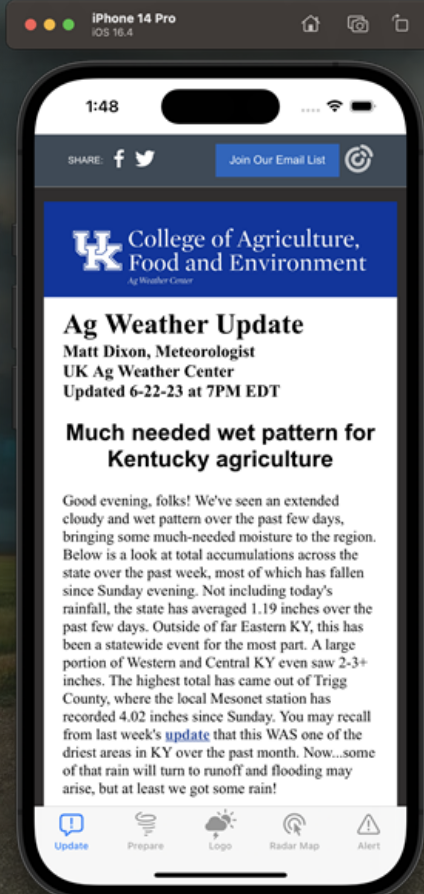 iPhone 14 Pro
iOS 16.4
1:48
SHARE:
Join Our Email List
UK
College of Agriculture,
Food and Environment
Ag Weather Center
Ag Weather Update
Matt Dixon, Meteorologist
UK Ag Weather Center
Updated 6-22-23 at 7PM EDT
Much needed wet pattern for
Kentucky agriculture
Good evening, folks! We've seen an extended
cloudy and wet pattern over the past few days,
bringing some much-needed moisture to the region.
Below is a look at total accumulations across the
state over the past week, most of which has fallen
since Sunday evening. Not including today's
rainfall, the state has averaged 1.19 inches over the
past few days. Outside of far Eastern KY, this has
been a statewide event for the most part. A large
portion of Western and Central KY even saw 2-3+
inches. The highest total has came out of Trigg
County, where the local Mesonet station has
recorded 4.02 inches since Sunday. You may recall
from last week's update that this WAS one of the
driest areas in KY over the past month. Now...some
of that rain will turn to runoff and flooding may
arise, but at least we got some rain!
Update
Prepare
Logo
Radar Map
Alert